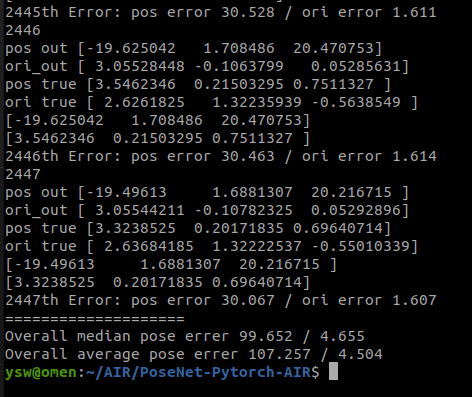 2445th Error: pos error 30.528 / ori error 1.611
2446
pos out [-19.625042   1.708486  20.470753]
ori_out [ 3.05528448 -0.1063799   0.05285631]
pos true [3.5462346  0.21503295 0.7511327 ]
ori true [ 2.6261825   1.32235939 -0.5638549 ]
[-19.625042   1.708486  20.470753]
[3.5462346  0.21503295 0.7511327 ]
2446th Error: pos error 30.463 / ori error 1.614
2447
pos out [-19.49613     1.6881307  20.216715 ]
ori_out [ 3.05544211 -0.10782325  0.05292896]
pos true [3.3238525  0.20171835 0.69640714]
ori true [ 2.63684185  1.32222537 -0.55010339]
[-19.49613     1.6881307  20.216715 ]
[3.3238525  0.20171835 0.69640714]
2447th Error: pos error 30.067 / ori error 1.607
====================
Overall median pose errer 99.652 / 4.655
Overall average pose errer 107.257 / 4.504
ysw@omen:~/AIR/PoseNet-Pytorch-AIR$